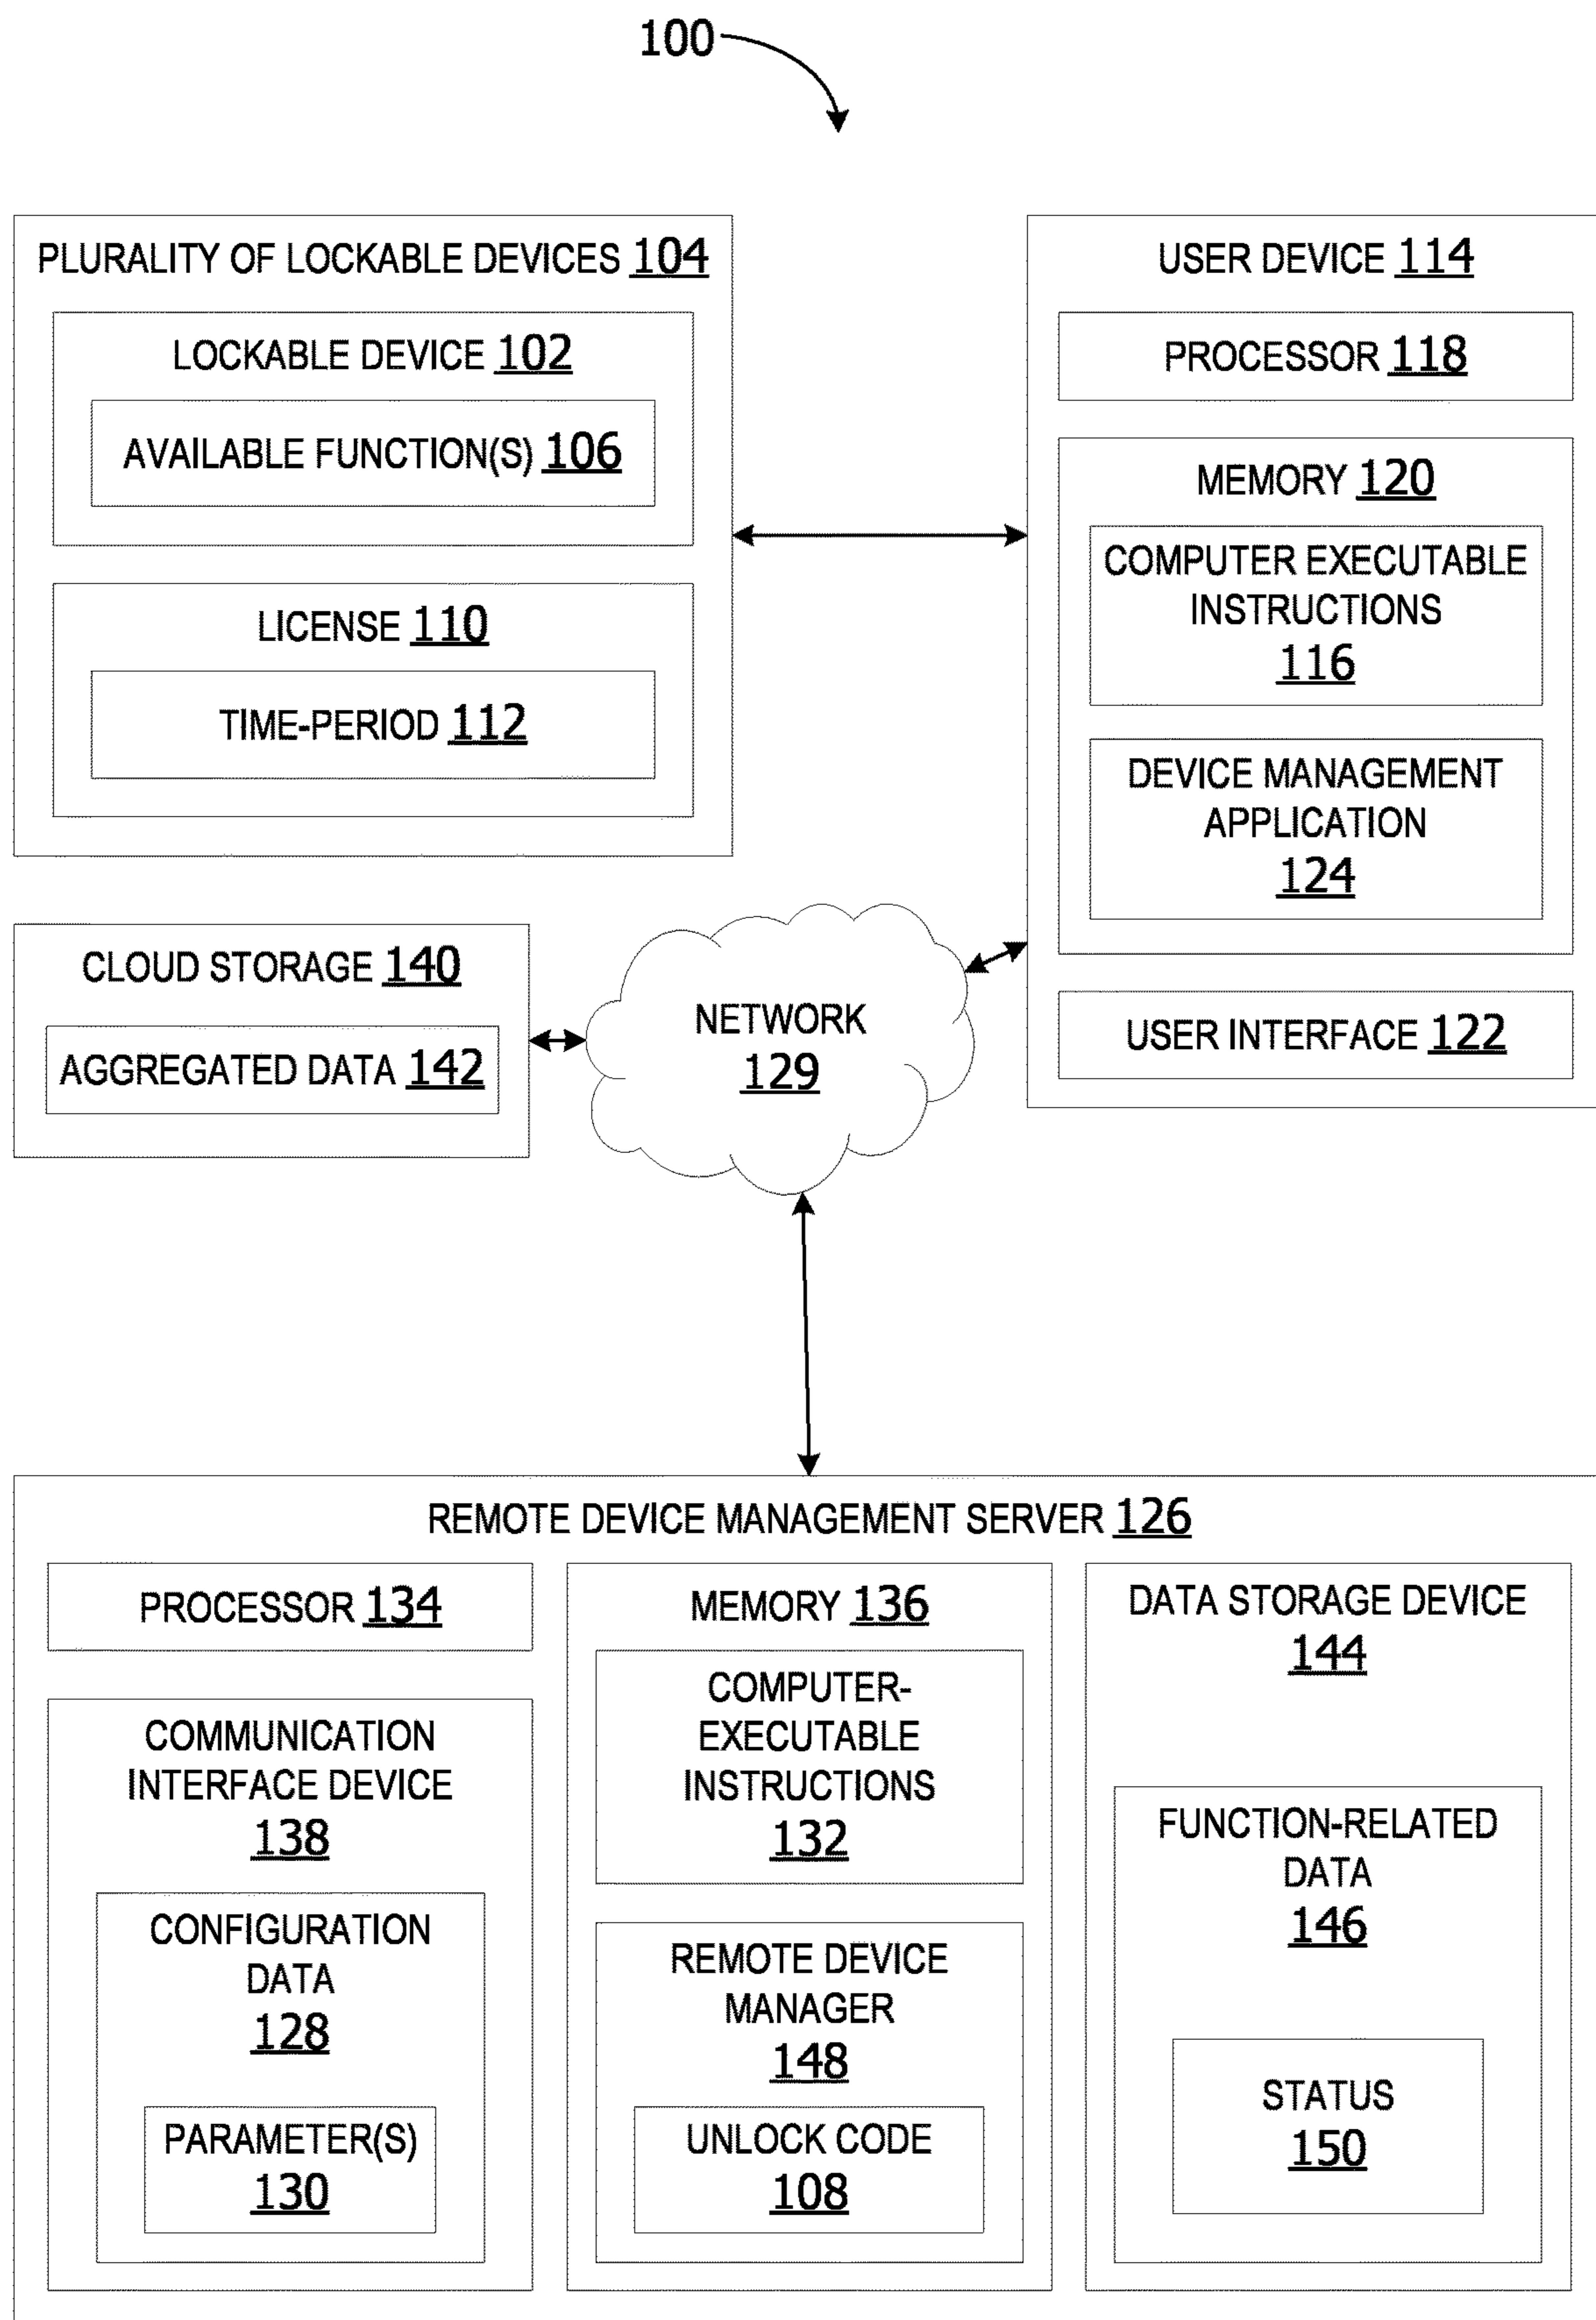 100
PLURALITY OF LOCKABLE DEVICES 104
LOCKABLE DEVICE 102
AVAILABLE FUNCTION(S) 106
LICENSE 110
TIME-PERIOD 112
USER DEVICE 114
PROCESSOR 118
MEMORY 120
COMPUTER EXECUTABLE
INSTRUCTIONS
116
DEVICE MANAGEMENT
APPLICATION
124
USER INTERFACE 122
CLOUD STORAGE 140
AGGREGATED DATA 142
NETWORK
129
REMOTE DEVICE MANAGEMENT SERVER 126
PROCESSOR 134
COMMUNICATION
INTERFACE DEVICE
138
CONFIGURATION
DATA
128
PARAMETER(S)
130
MEMORY 136
COMPUTER-
EXECUTABLE
INSTRUCTIONS
132
REMOTE DEVICE
MANAGER
148
UNLOCK CODE
108
DATA STORAGE DEVICE
144
FUNCTION-RELATED
DATA
146
STATUS
150